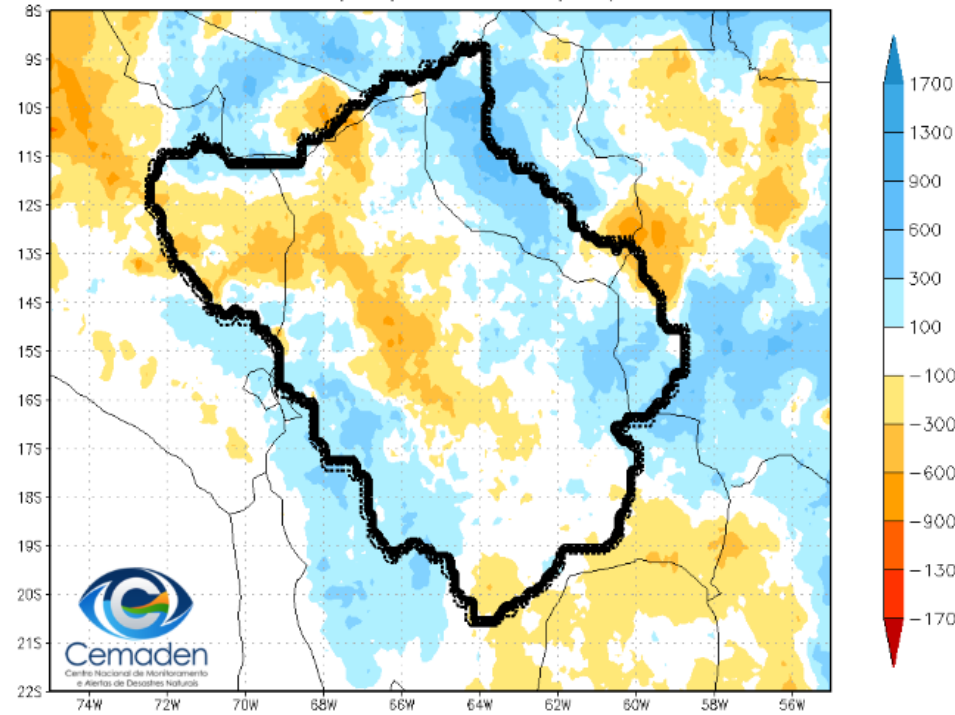 8S
9S
10S
11S
12S
13S
14S
15S
16S
17S
18S
19S
20S
21S
22S
74W 72W 70W 68W 66W 64W 62W 60W 58W 56W
1700
1300
900
600
300
100
-100
-300
-600
-900
-130
-170
Cemaden
Centro Nacional de Monitoramento
e Alertas de Desastres Naturais